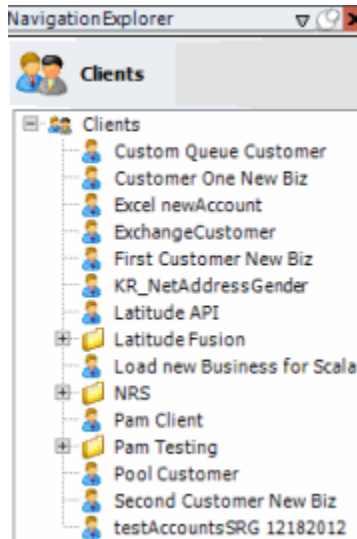 NavigationExplorer
Clients
Clients
Custom Queue Customer
Customer One New Biz
Excel newAccount
ExchangeCustomer
First Customer New Biz
KR_NetAddressGender
Latitude API
Latitude Fusion
Load new Business for Scala
NRS
Pam Client
Pam Testing
Pool Customer
Second Customer New Biz
testAccountsSRG 12182012